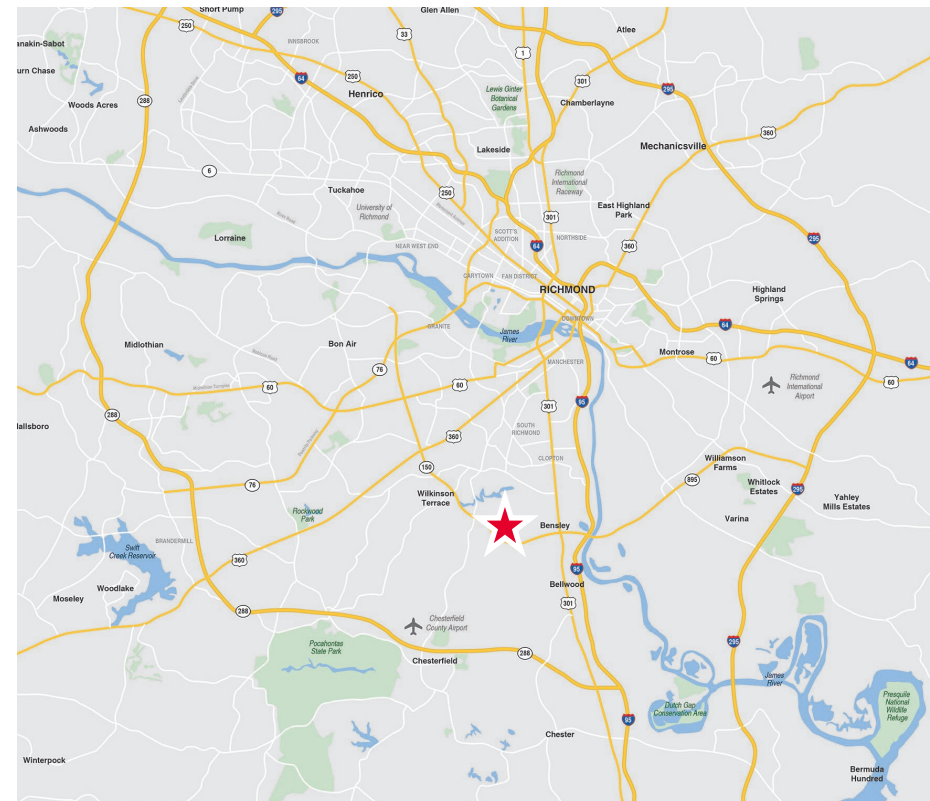 Short Pump
295
Glen Allen
250
33
Atlee
anakin-Sabot
INNSBROOK
1
urn Chase
64
250
301
Henrico
Lewis Ginter
Botanical
Gardens
295
288
Woods Acres
Chamberlayne
Ashwoods
360
Lakeside
Mechanicsville
6
Richmond
International
Raceway
Tuckahoe
250
University of
Richmond
East Highland
Park
301
Lorraine
SCOTT'S
ADDITION
NORTHSIDE
295
NEAR WEST END
64
360
CARYTOWN
FAN DISTRICT
RICHMOND
Highland
Springs
DOWNTOWN
GRANITE
64
James
River
Midlothian
Bon Air
Montrose
60
64
MANCHESTER
76
60
60
Richmond
International
Airport
60
301
95
288
Hallsboro
SOUTH
RICHMOND
360
150
CLOPTON
Williamson
Farms
76
895
Whitlock
Estates
295
Wilkinson
Terrace
Yahley
Mills Estates
Rockwood
Park
Bensley
Varina
BRANDERMILL
Swift
Creek Reservoir
360
95
Woodlake
Bellwood
Moseley
301
288
Chesterfield
County Airport
Pocahontas
State Park
295
288
Chesterfield
James
River
Presquile
National
Wildlife
Refuge
Dutch Gap
Conservation Area
95
Chester
Winterpock
Bermuda
Hundred